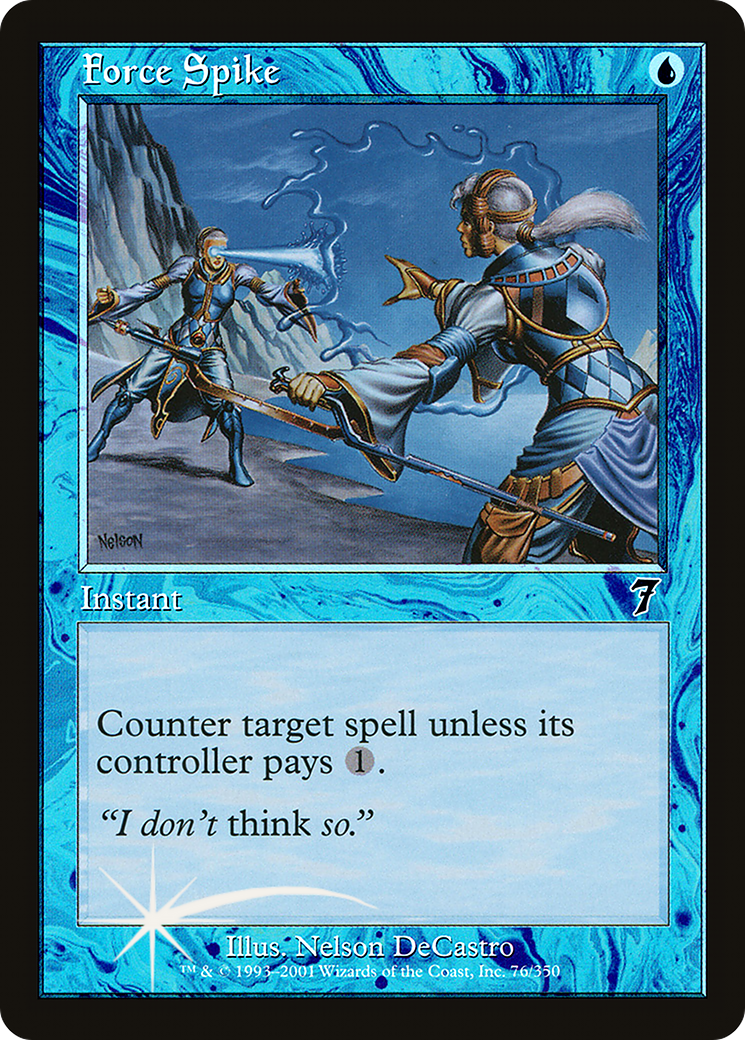 Force Spike
NELSON
Instant
7
Counter target spell unless its
controller pays 1.
“I don’t think so.”
Illus. Nelson DeCastro
™ & © 1993–2001 Wizards of the Coast, Inc. 76/350